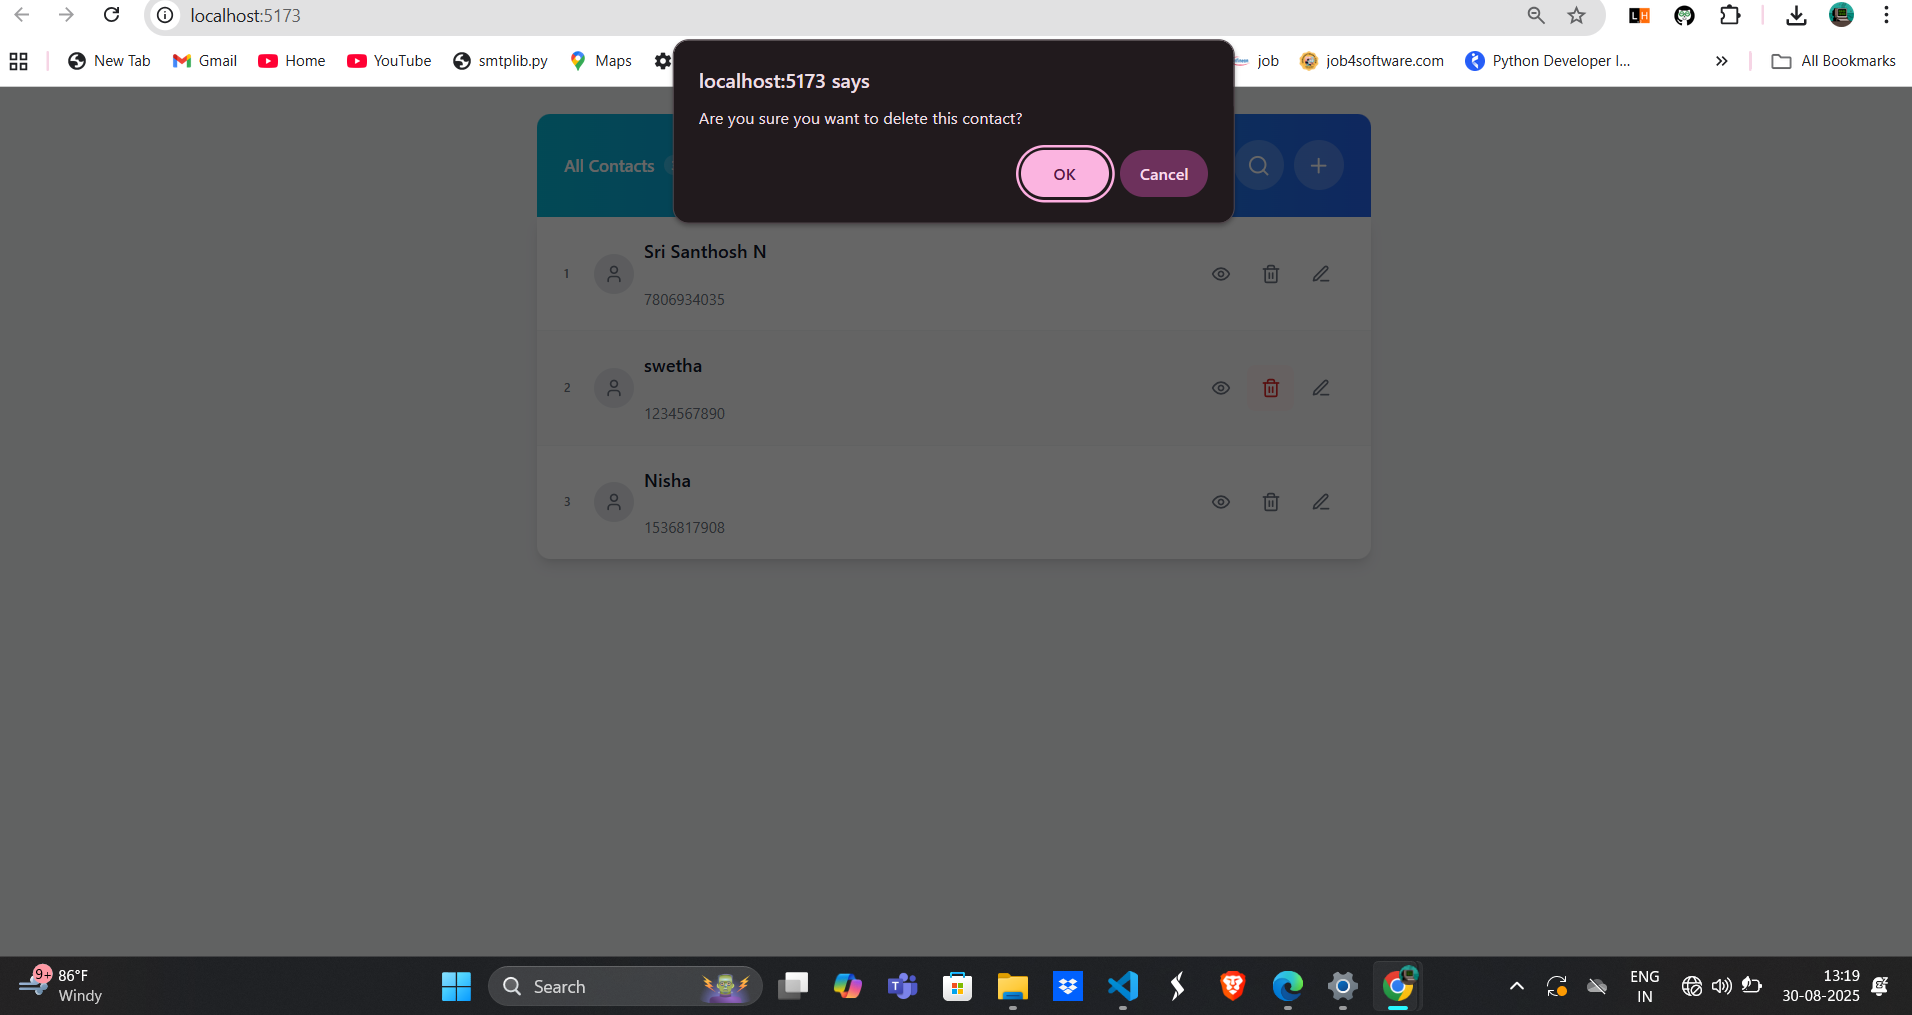 localhost:5173
New Tab
Gmail
Home
YouTube
smtplib.py
Maps
job
job4software.com
Python Developer I...
All Bookmarks
localhost:5173 says
Are you sure you want to delete this contact?
OK
Cancel
All Contacts
1
Sri Santhosh N
7806934035
2
swetha
1234567890
3
Nisha
1536817908
9+
86°F
Windy
Search
ENG
IN
13:19
30-08-2025